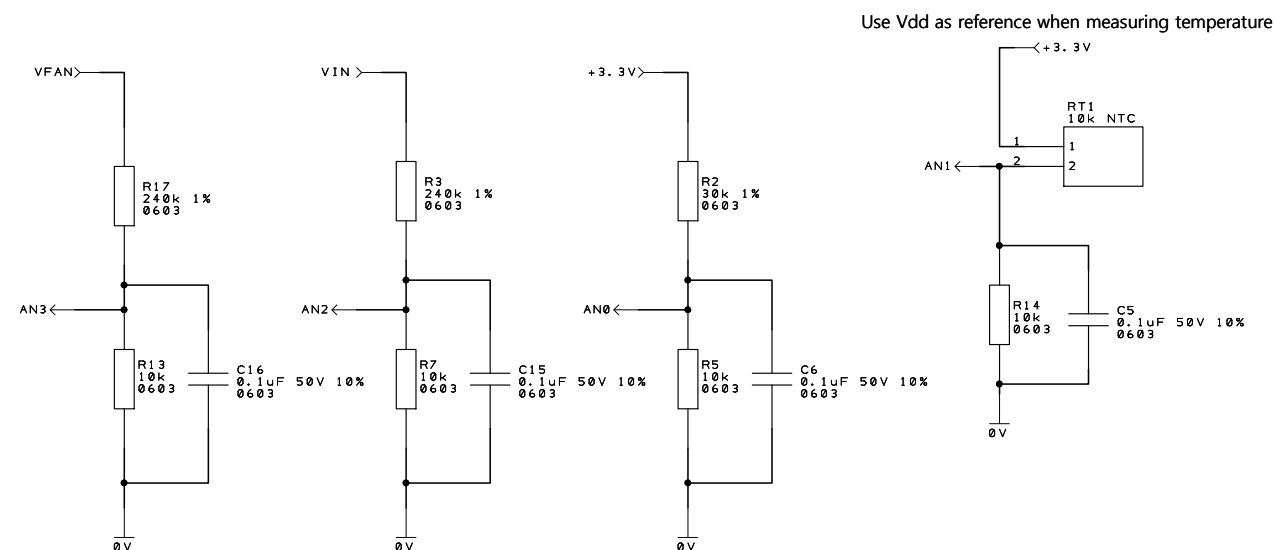 Use Vdd as reference when measuring temperature
VFAN
R17
240k 1%
0603
AN3
R13
10k
0603
C16
0.1uF 50V 10%
0603
0V
VIN
R3
240k 1%
0603
AN2
R7
10k
0603
C15
0.1uF 50V 10%
0603
0V
+3.3V
R2
30k 1%
0603
AN0
R5
10k
0603
C6
0.1uF 50V 10%
0603
0V
+3.3V
RT1
10k NTC
1
1
AN1
2
2
R14
10k
0603
C5
0.1uF 50V 10%
0603
0V